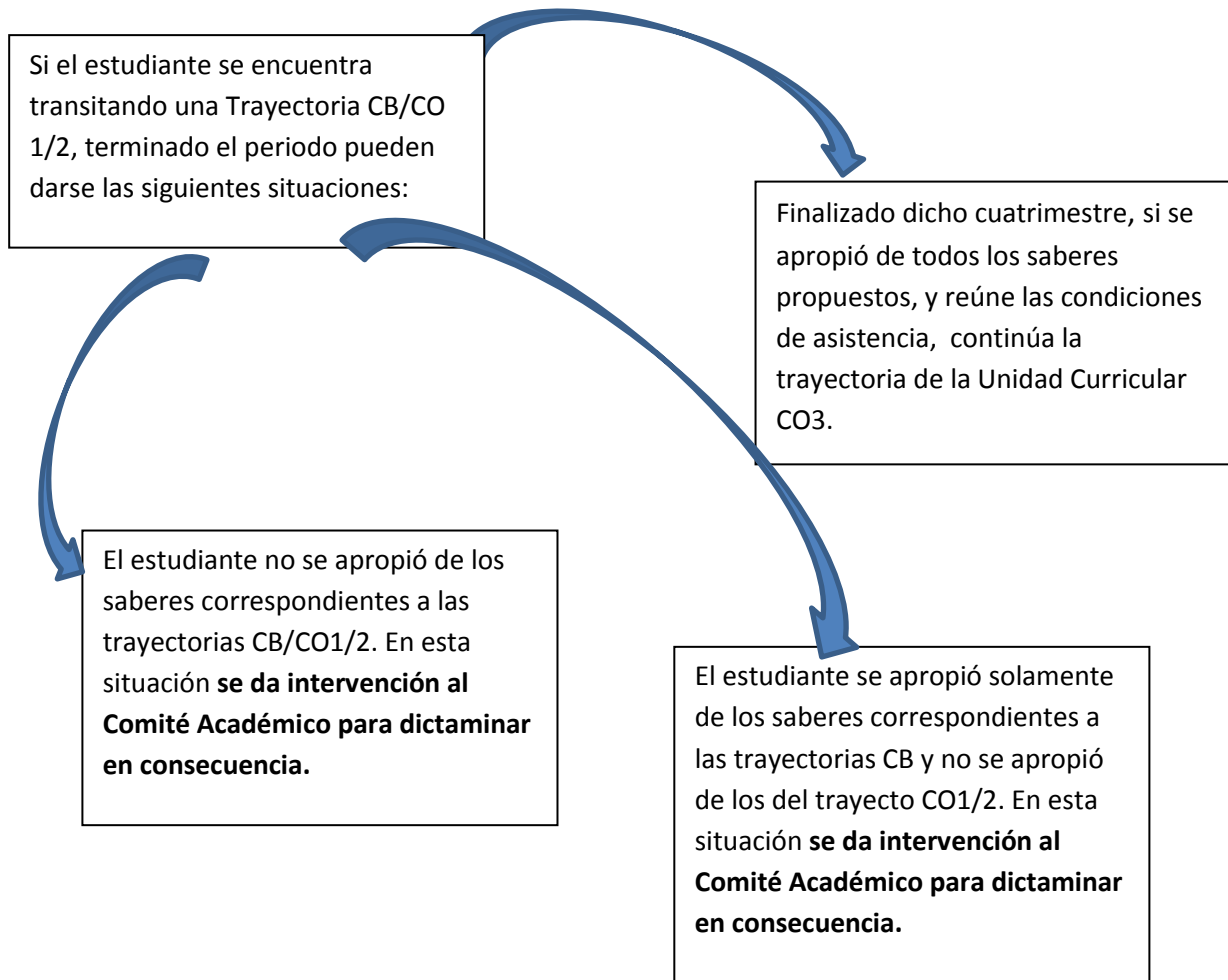 Si el estudiante se encuentra
transitando una Trayectoria CB/CO
1/2, terminado el periodo pueden
darse las siguientes situaciones:
Finalizado dicho cuatrimestre, si se
apropió de todos los saberes
propuestos, y reúne las condiciones
de asistencia, continúa la
trayectoria de la Unidad Curricular
CO3.
El estudiante no se apropió de los
saberes correspondientes a las
trayectorias CB/CO1/2. En esta
situación se da intervención al
Comité Académico para dictaminar
en consecuencia.
El estudiante se apropió solamente
de los saberes correspondientes a
las trayectorias CB y no se apropió
de los del trayecto CO1/2. En esta
situación se da intervención al
Comité Académico para dictaminar
en consecuencia.